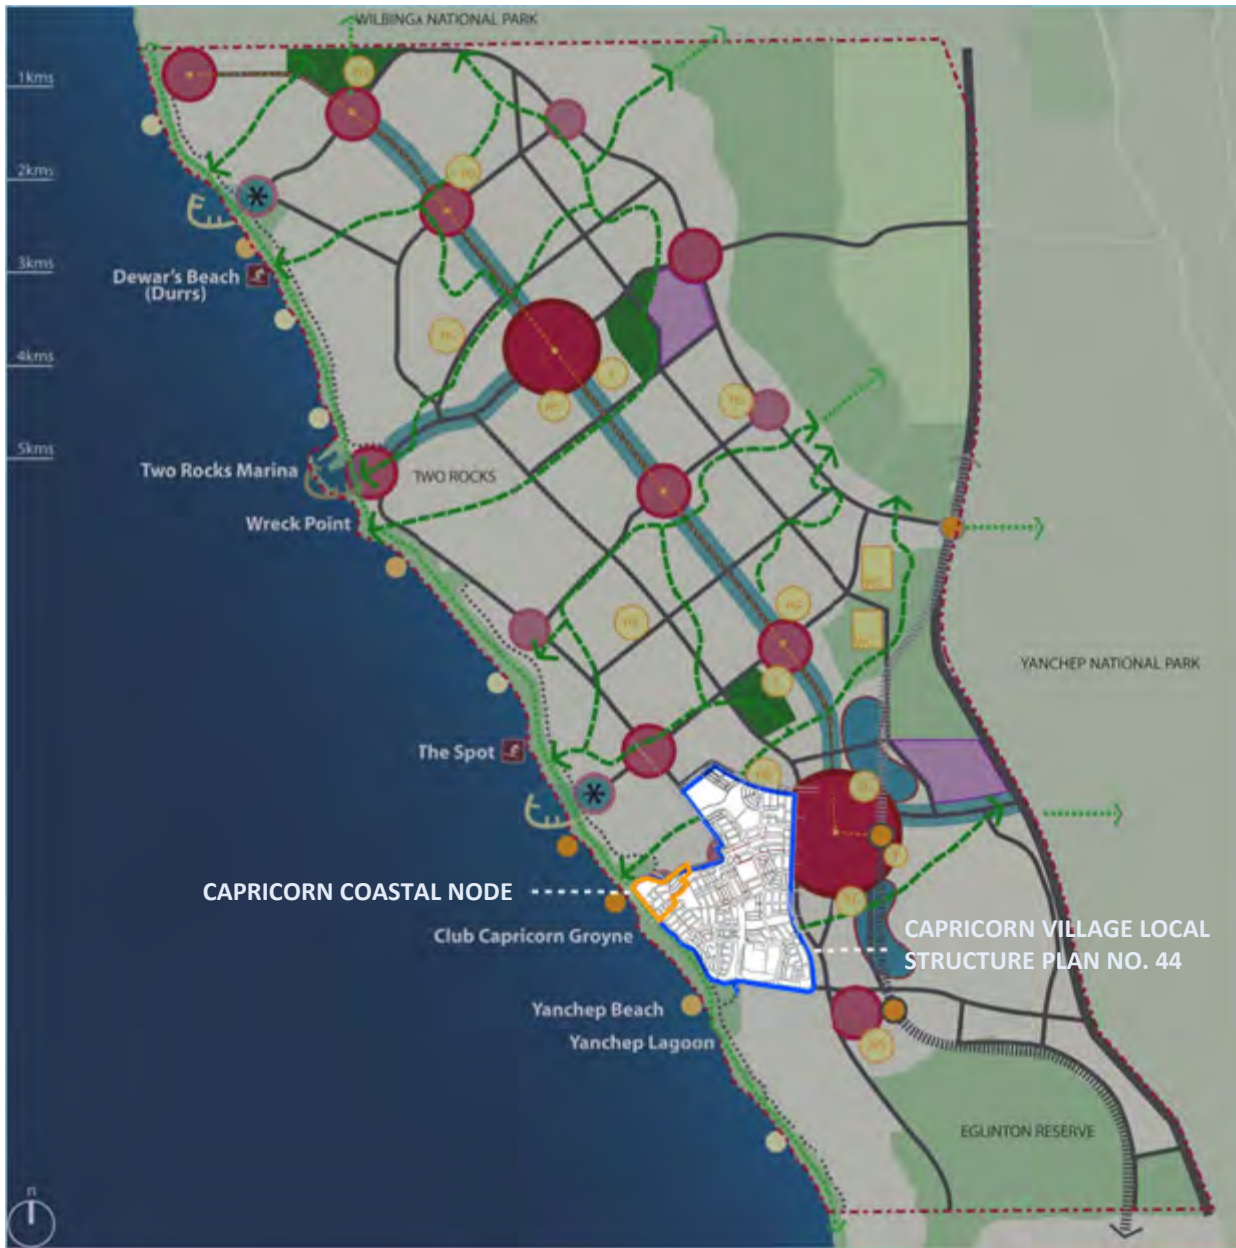 WILBINGA NATIONAL PARK
1kms
2kms
3kms
Dewar's Beach
(Durrs)
4kms
5kms
Two Rocks Marina
TWO ROCKS
Wreck Point
YANCHEP NATIONAL PARK
The Spot
CAPRICORN COASTAL NODE
Club Capricorn Groyne
CAPRICORN VILLAGE LOCAL
STRUCTURE PLAN NO. 44
Yanchep Beach
Yanchep Lagoon
EGLINTON RESERVE
n